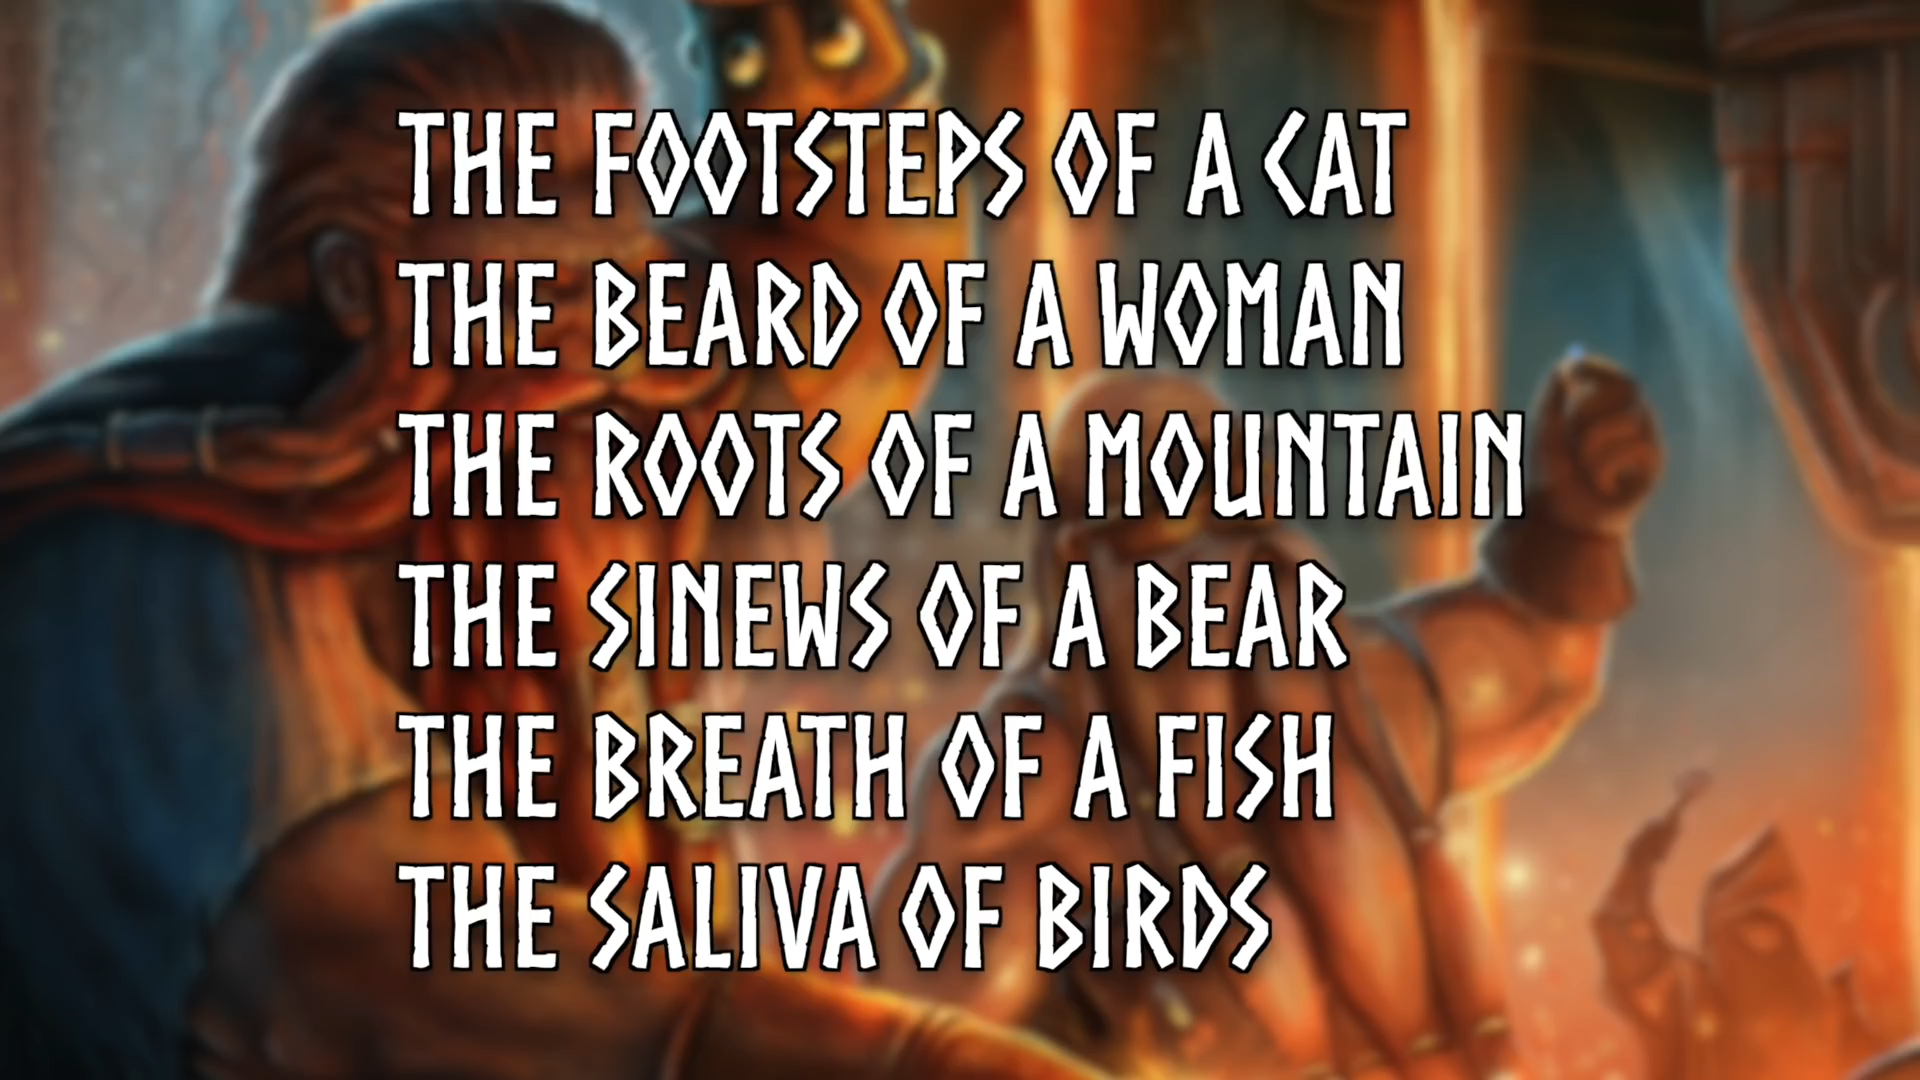 THE FOOTSTEPS OF A CAT
THE BEARD OF A WOMAN
THE ROOTS OF A MOUNTAIN
THE SINEWS OF A BEAR
THE BREATH OF A FISH
THE SALIVA OF BIRDS